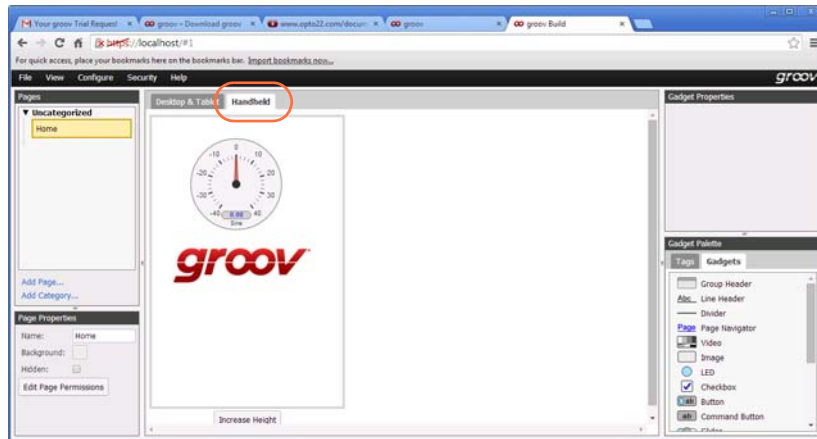 Your groov Trial Request
groov - Download groov
www.opto22.com/docum
groov
groov Build
https://localhost/#1
For quick access, place your bookmarks here on the bookmarks bar. Import bookmarks now...
File View Configure Security Help
groov
Pages
Uncategorized
Home
Add Page...
Add Category...
Page Properties
Name: Home
Background:
Hidden:
Edit Page Permissions
Desktop & Tablet Handheld
0
-10 10
-20 20
-30 30
-40 0.00 40
Sine
groov
Increase Height
Gadget Properties
Gadget Palette
Tags Gadgets
Group Header
Abc Line Header
Divider
Page Page Navigator
Video
Image
LED
Checkbox
ab Button
ab Command Button
Slider